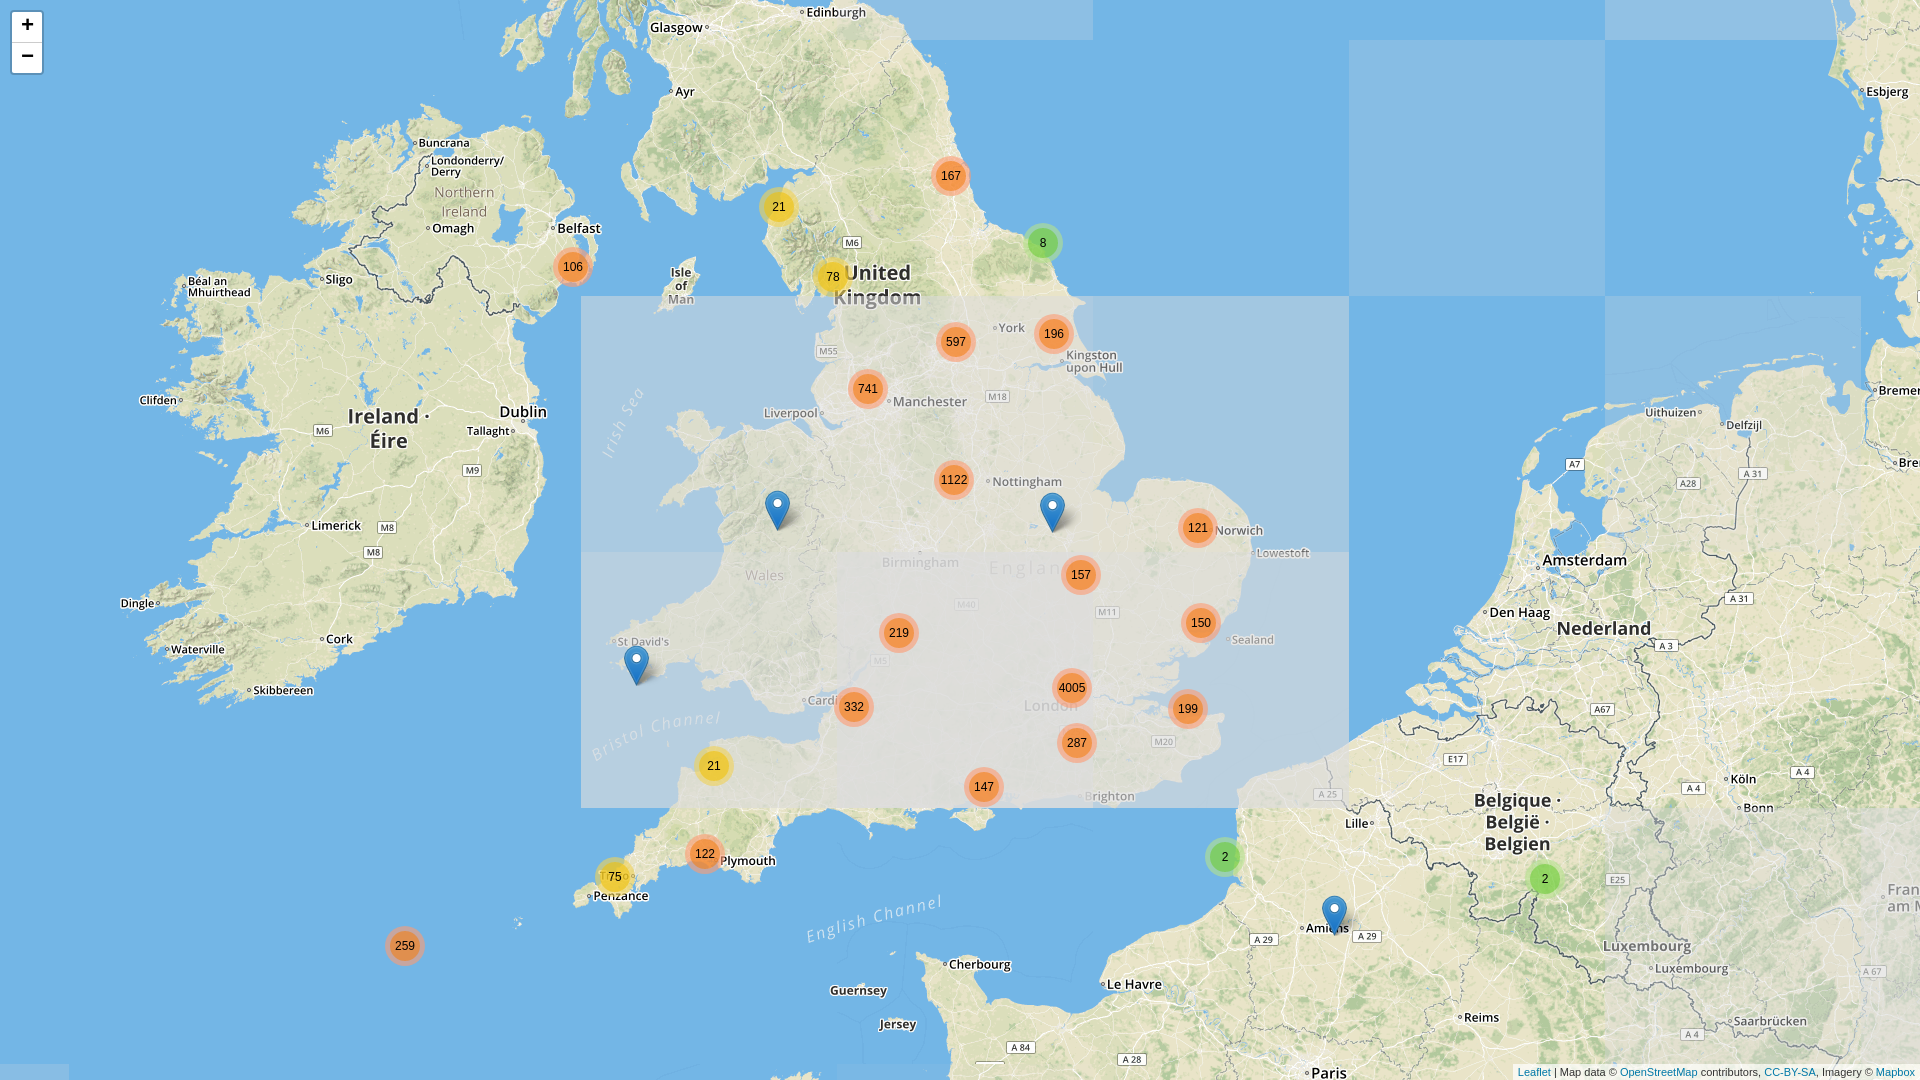 +
−
Glasgow
Edinburgh
Ayr
Esbjerg
Buncrana
Londonderry/
Derry
Northern
Ireland
Omagh
Belfast
167
21
8
M6
106
78
United
Kingdom
Isle
of
Man
Béal an
Mhuirthead
Sligo
York
196
597
M55
Kingston
upon Hull
741
Manchester
M18
Liverpool
Irish Sea
Clifden
Ireland ·
Éire
M6
Dublin
Tallaght
M9
Uithuizen
Delfzijl
Bremer
Bre
A7
A 31
A28
1122
Nottingham
Limerick
M8
M8
121
Norwich
Lowestoft
Birmingham
Englan
Wales
157
Amsterdam
Dingle
M40
M11
Den Haag
A 31
Nederland
219
150
Sealand
St David's
Cork
Waterville
A 3
M5
Skibbereen
4005
London
199
Cardi
332
A67
Bristol Channel
287
M20
E17
21
147
Brighton
A 25
A 4
A 4
Köln
Bonn
Belgique ·
België ·
Belgien
Lille
122
Plymouth
2
2
E25
75
Penzance
Fran
am M
English Channel
Amiens
A 29
A 29
259
Luxembourg
Luxembourg
A 67
Cherbourg
Le Havre
Guernsey
Jersey
Reims
Saarbrücken
A 4
A 84
A 28
Paris
Leaflet | Map data © OpenStreetMap contributors, CC-BY-SA, Imagery © Mapbox